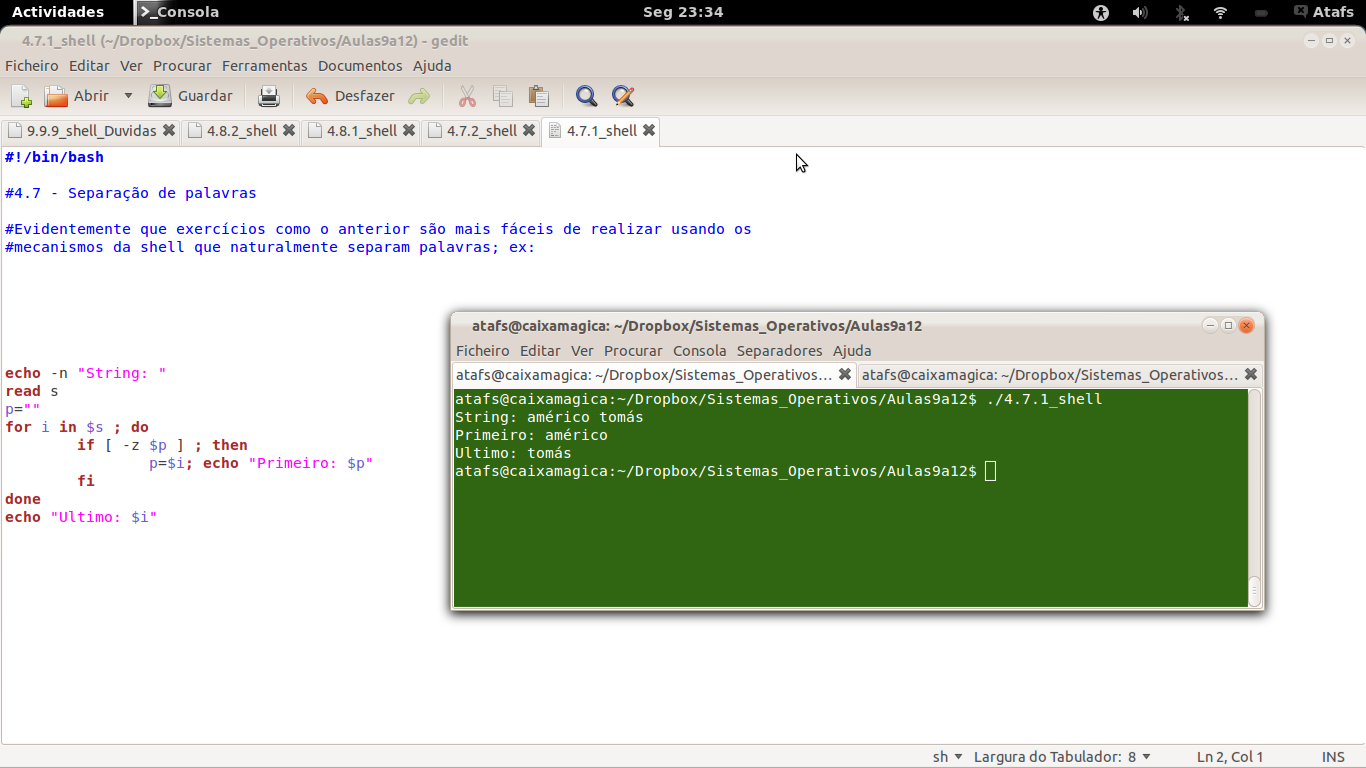 Actividades
>_Consola
Seg 23:34
Atafs
4.7.1_shell (~/Dropbox/Sistemas_Operativos/Aulas9a12) - gedit
Ficheiro Editar Ver Procurar Ferramentas Documentos Ajuda
Abrir Guardar Desfazer
9.9.9_shell_Duvidas 4.8.2_shell 4.8.1_shell 4.7.2_shell 4.7.1_shell
#!/bin/bash
#4.7 - Separação de palavras
#Evidentemente que exercícios como o anterior são mais fáceis de realizar usando os
#mecanismos da shell que naturalmente separam palavras; ex:
echo -n "String: "
read s
p=""
for i in $s ; do
if [ -z $p ] ; then
p=$i; echo "Primeiro: $p"
fi
done
echo "Ultimo: $i"
atafs@caixamagica: ~/Dropbox/Sistemas_Operativos/Aulas9a12
Ficheiro Editar Ver Procurar Consola Separadores Ajuda
atafs@caixamagica: ~/Dropbox/Sistemas_Operativos... atafs@caixamagica: ~/Dropbox/Sistemas_Operativos...
atafs@caixamagica:~/Dropbox/Sistemas_Operativos/Aulas9a12$ ./4.7.1_shell
String: américo tomás
Primeiro: américo
Ultimo: tomás
atafs@caixamagica:~/Dropbox/Sistemas_Operativos/Aulas9a12$
sh Largura do Tabulador: 8 Ln 2, Col 1 INS